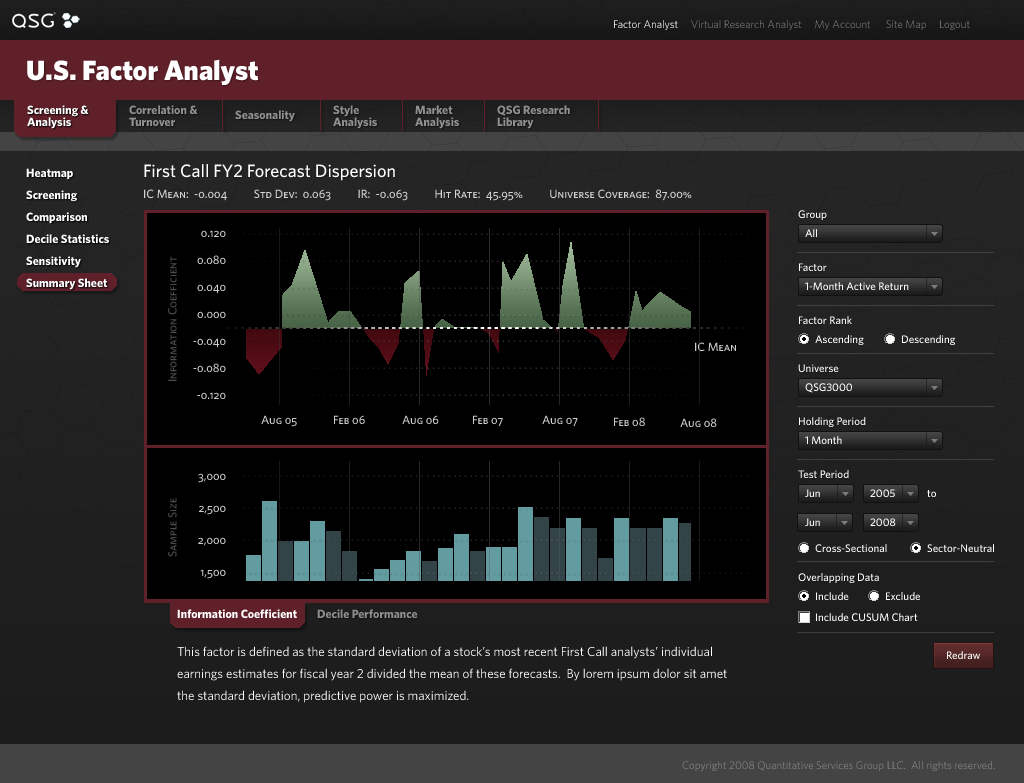 QSG
Factor Analyst Virtual Research Analyst My Account Site Map Logout
U.S. Factor Analyst
Screening &
Analysis
Correlation &
Turnover
Seasonality
Style
Analysis
Market
Analysis
QSG Research
Library
Heatmap
Screening
Comparison
Decile Statistics
Sensitivity
Summary Sheet
First Call FY2 Forecast Dispersion
IC Mean: -0.004 Std Dev: 0.063 IR: -0.063 Hit Rate: 45.95% Universe Coverage: 87.00%
Information Coefficient
0.120
0.080
0.040
0.000
-0.040
-0.080
-0.120
IC Mean
Aug 05 Feb 06 Aug 06 Feb 07 Aug 07 Feb 08 Aug 08
Sample Size
3,000
2,500
2,000
1,500
Information Coefficient Decile Performance
This factor is defined as the standard deviation of a stock's most recent First Call analysts' individual
earnings estimates for fiscal year 2 divided the mean of these forecasts. By lorem ipsum dolor sit amet
the standard deviation, predictive power is maximized.
Group
All
Factor
1-Month Active Return
Factor Rank
Ascending Descending
Universe
QSG3000
Holding Period
1 Month
Test Period
Jun 2005 to
Jun 2008
Cross-Sectional Sector-Neutral
Overlapping Data
Include Exclude
Include CUSUM Chart
Redraw
Copyright 2008 Quantitative Services Group LLC. All rights reserved.